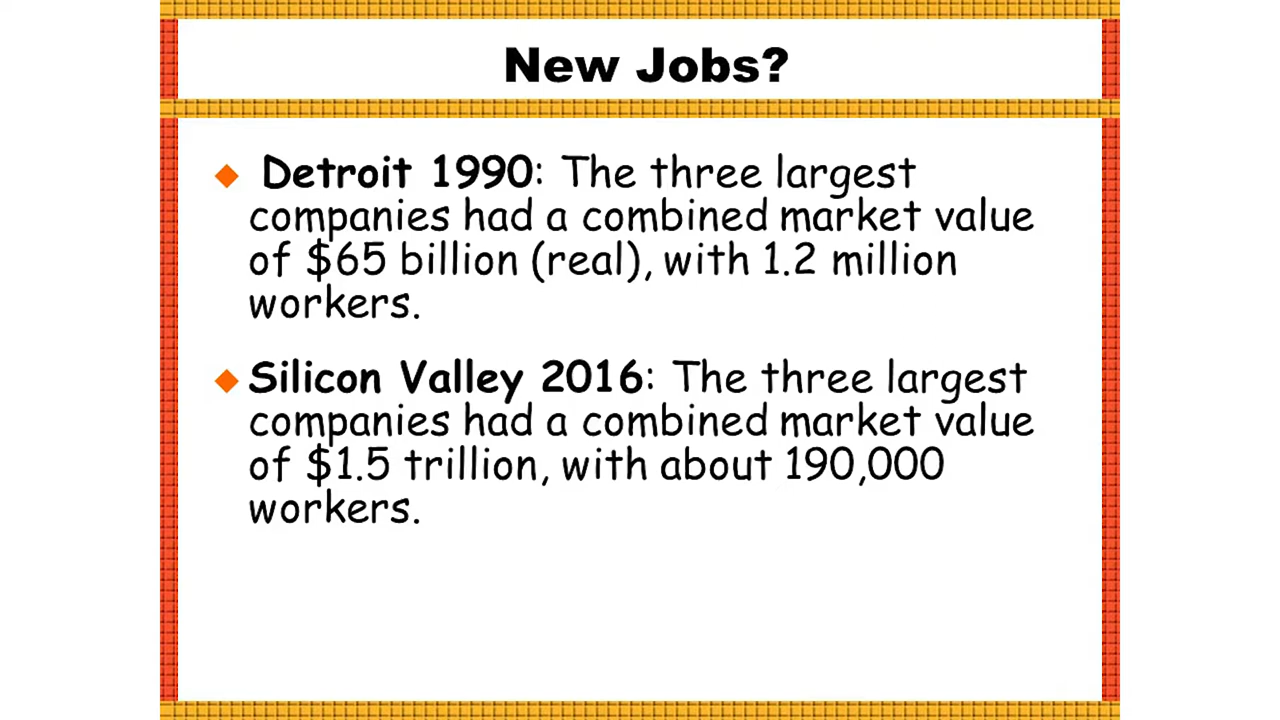 New Jobs?
Detroit 1990: The three largest
companies had a combined market value
of $65 billion (real), with 1.2 million
workers.
Silicon Valley 2016: The three largest
companies had a combined market value
of $1.5 trillion, with about 190,000
workers.